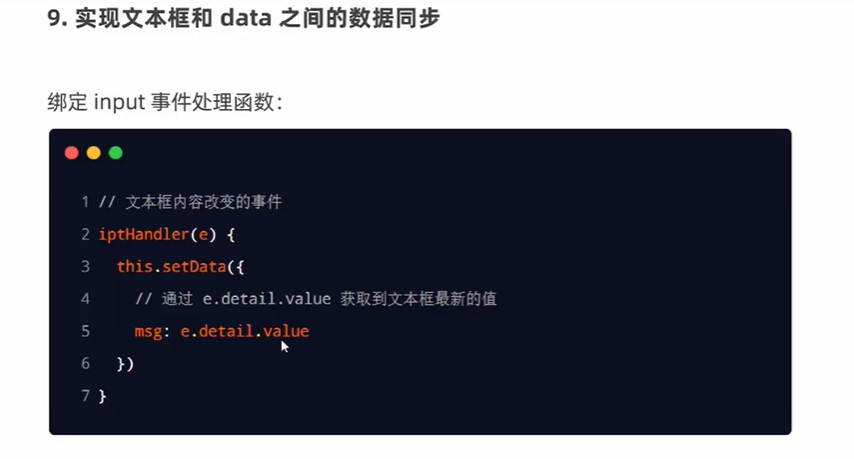 9. 实现文本框和 data 之间的数据同步
绑定 input 事件处理函数：
1 // 文本框内容改变的事件
2 iptHandler(e) {
3 this.setData({
4 // 通过 e.detail.value 获取到文本框最新的值
5 msg: e.detail.value
6 })
7 }